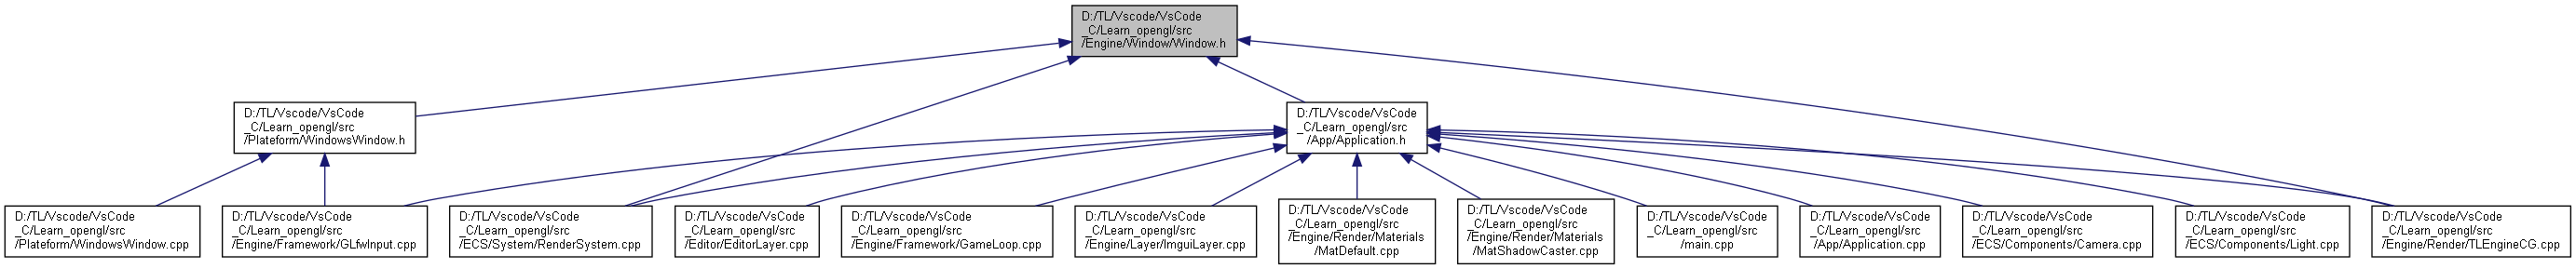 D:/TL/Vscode/VsCode
_C/Learn_opengl/src
/Engine/Window/Window.h
D:/TL/Vscode/VsCode
_C/Learn_opengl/src
/Plateform/WindowsWindow.h
D:/TL/Vscode/VsCode
_C/Learn_opengl/src
/App/Application.h
D:/TL/Vscode/VsCode
_C/Learn_opengl/src
/Plateform/WindowsWindow.cpp
D:/TL/Vscode/VsCode
_C/Learn_opengl/src
/Engine/Framework/GLfwInput.cpp
D:/TL/Vscode/VsCode
_C/Learn_opengl/src
/ECS/System/RenderSystem.cpp
D:/TL/Vscode/VsCode
_C/Learn_opengl/src
/Editor/EditorLayer.cpp
D:/TL/Vscode/VsCode
_C/Learn_opengl/src
/Engine/Framework/GameLoop.cpp
D:/TL/Vscode/VsCode
_C/Learn_opengl/src
/Engine/Layer/ImguiLayer.cpp
D:/TL/Vscode/VsCode
_C/Learn_opengl/src
/Engine/Render/Materials
/MatDefault.cpp
D:/TL/Vscode/VsCode
_C/Learn_opengl/src
/Engine/Render/Materials
/MatShadowCaster.cpp
D:/TL/Vscode/VsCode
_C/Learn_opengl/src
/main.cpp
D:/TL/Vscode/VsCode
_C/Learn_opengl/src
/App/Application.cpp
D:/TL/Vscode/VsCode
_C/Learn_opengl/src
/ECS/Components/Camera.cpp
D:/TL/Vscode/VsCode
_C/Learn_opengl/src
/ECS/Components/Light.cpp
D:/TL/Vscode/VsCode
_C/Learn_opengl/src
/Engine/Render/TLEngineCG.cpp